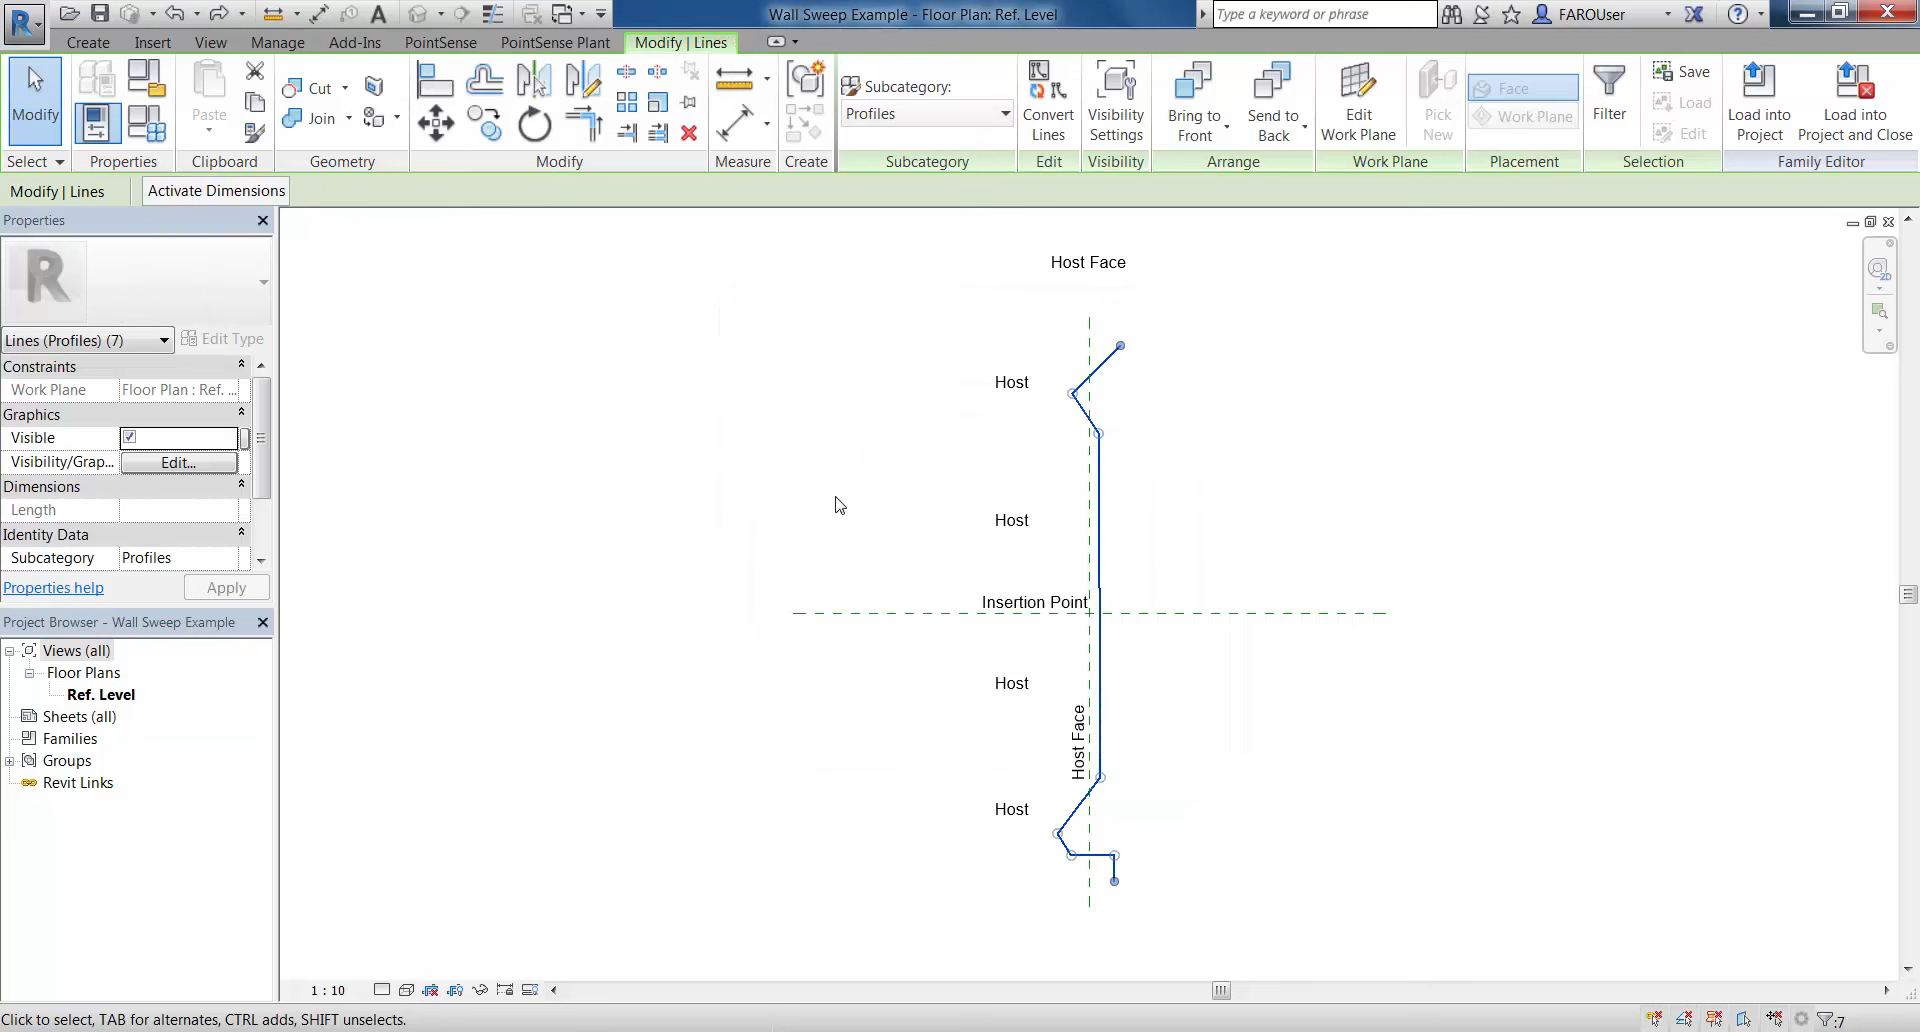 Wall Sweep Example - Floor Plan: Ref. Level
Type a keyword or phrase
FAROUser
Create
Insert
View
Manage
Add-Ins
PointSense
PointSense Plant
Modify | Lines
Modify
Paste
Cut
Join
Subcategory:
Profiles
Convert
Lines
Visibility
Settings
Bring to
Front
Send to
Back
Edit
Work Plane
Pick
New
Face
Work Plane
Filter
Save
Load
Edit
Load into
Project
Load into
Project and Close
Select
Properties
Clipboard
Geometry
Modify
Measure
Create
Subcategory
Edit
Visibility
Arrange
Work Plane
Placement
Selection
Family Editor
Modify | Lines
Activate Dimensions
Properties
R
Lines (Profiles) (7)
Edit Type
Constraints
Work Plane
Floor Plan : Ref. ...
Graphics
Visible
Visibility/Grap...
Edit...
Dimensions
Length
Identity Data
Subcategory
Profiles
Properties help
Apply
Project Browser - Wall Sweep Example
Views (all)
Floor Plans
Ref. Level
Sheets (all)
Families
Groups
Revit Links
Host Face
Host
Host
Insertion Point
Host
Host Face
Host
2D
1 : 10
Click to select, TAB for alternates, CTRL adds, SHIFT unselects.
:7